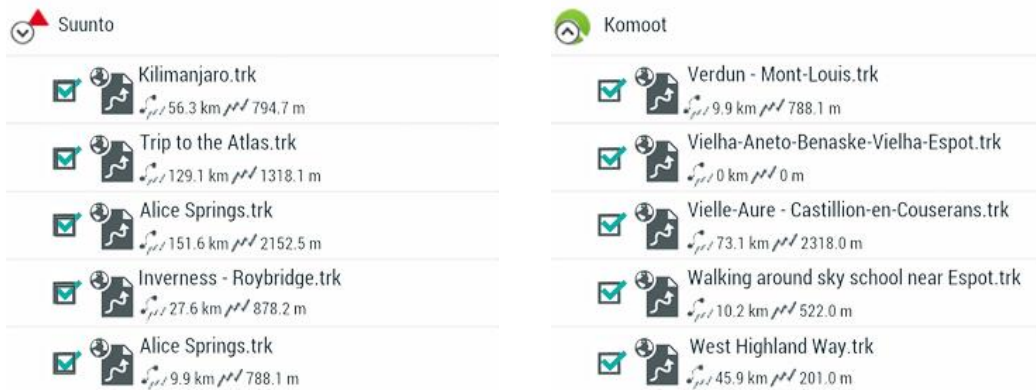 Suunto
Kilimanjaro.trk
56.3 km 794.7 m
Trip to the Atlas.trk
129.1 km 1318.1 m
Alice Springs.trk
151.6 km 2152.5 m
Inverness - Roybridge.trk
27.6 km 878.2 m
Alice Springs.trk
9.9 km 788.1 m
Komoot
Verdun - Mont-Louis.trk
9.9 km 788.1 m
Vielha-Aneto-Benaske-Vielha-Espot.trk
0 km 0 m
Vielle-Aure - Castillion-en-Couserans.trk
73.1 km 2318.0 m
Walking around sky school near Espot.trk
10.2 km 522.0 m
West Highland Way.trk
45.9 km 201.0 m